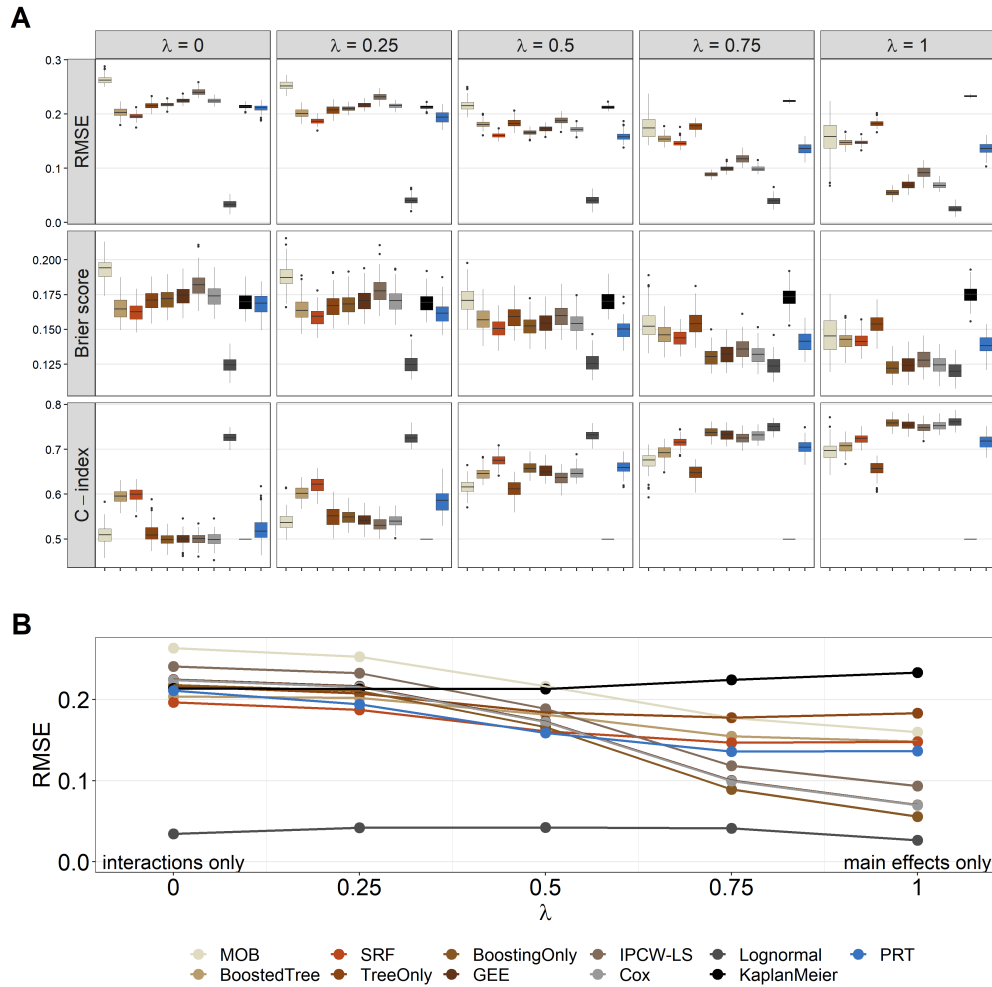 A
λ = 0 λ = 0.25 λ = 0.5 λ = 0.75 λ = 1
RMSE
0.3
0.2
0.1
0.0
Brier score
0.200
0.175
0.150
0.125
C − index
0.8
0.7
0.6
0.5
B
RMSE
0.2
0.1
0.0
interactions only main effects only
0 0.25 0.5 0.75 1
λ
MOB SRF BoostingOnly IPCW-LS Lognormal PRT
BoostedTree TreeOnly GEE Cox KaplanMeier